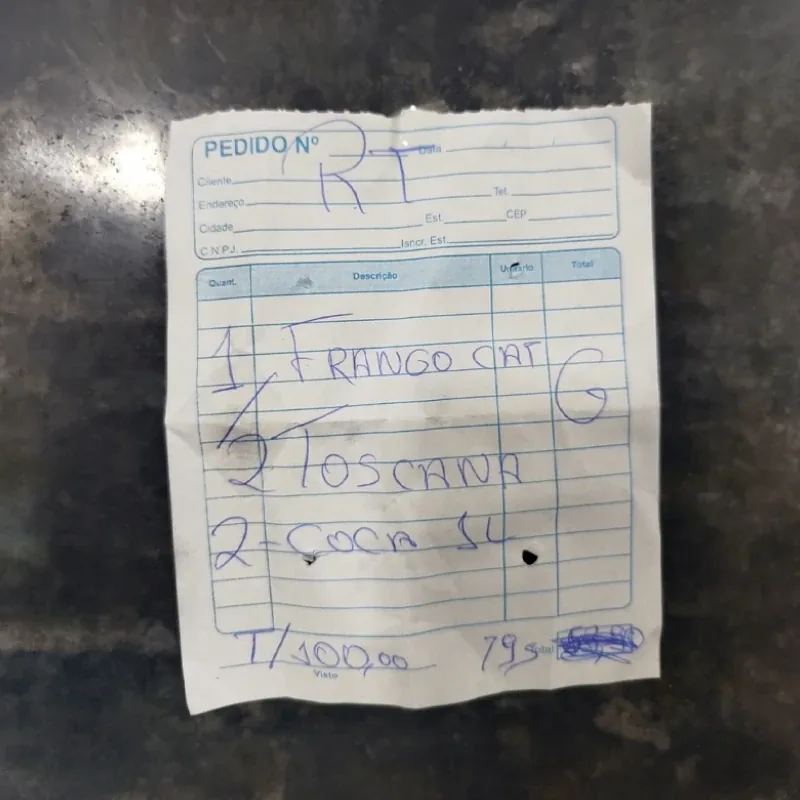 PEDIDO Nº RT Data
Cliente
Endereço Tel.
Cidade Est. CEP
C.N.P.J. Iscr. Est.
Quant. Descrição Unitário Total
1/2 FRANGO CAT G
TOSCANA
2 - COCA 1L
T/100,00 79,
Visto Total